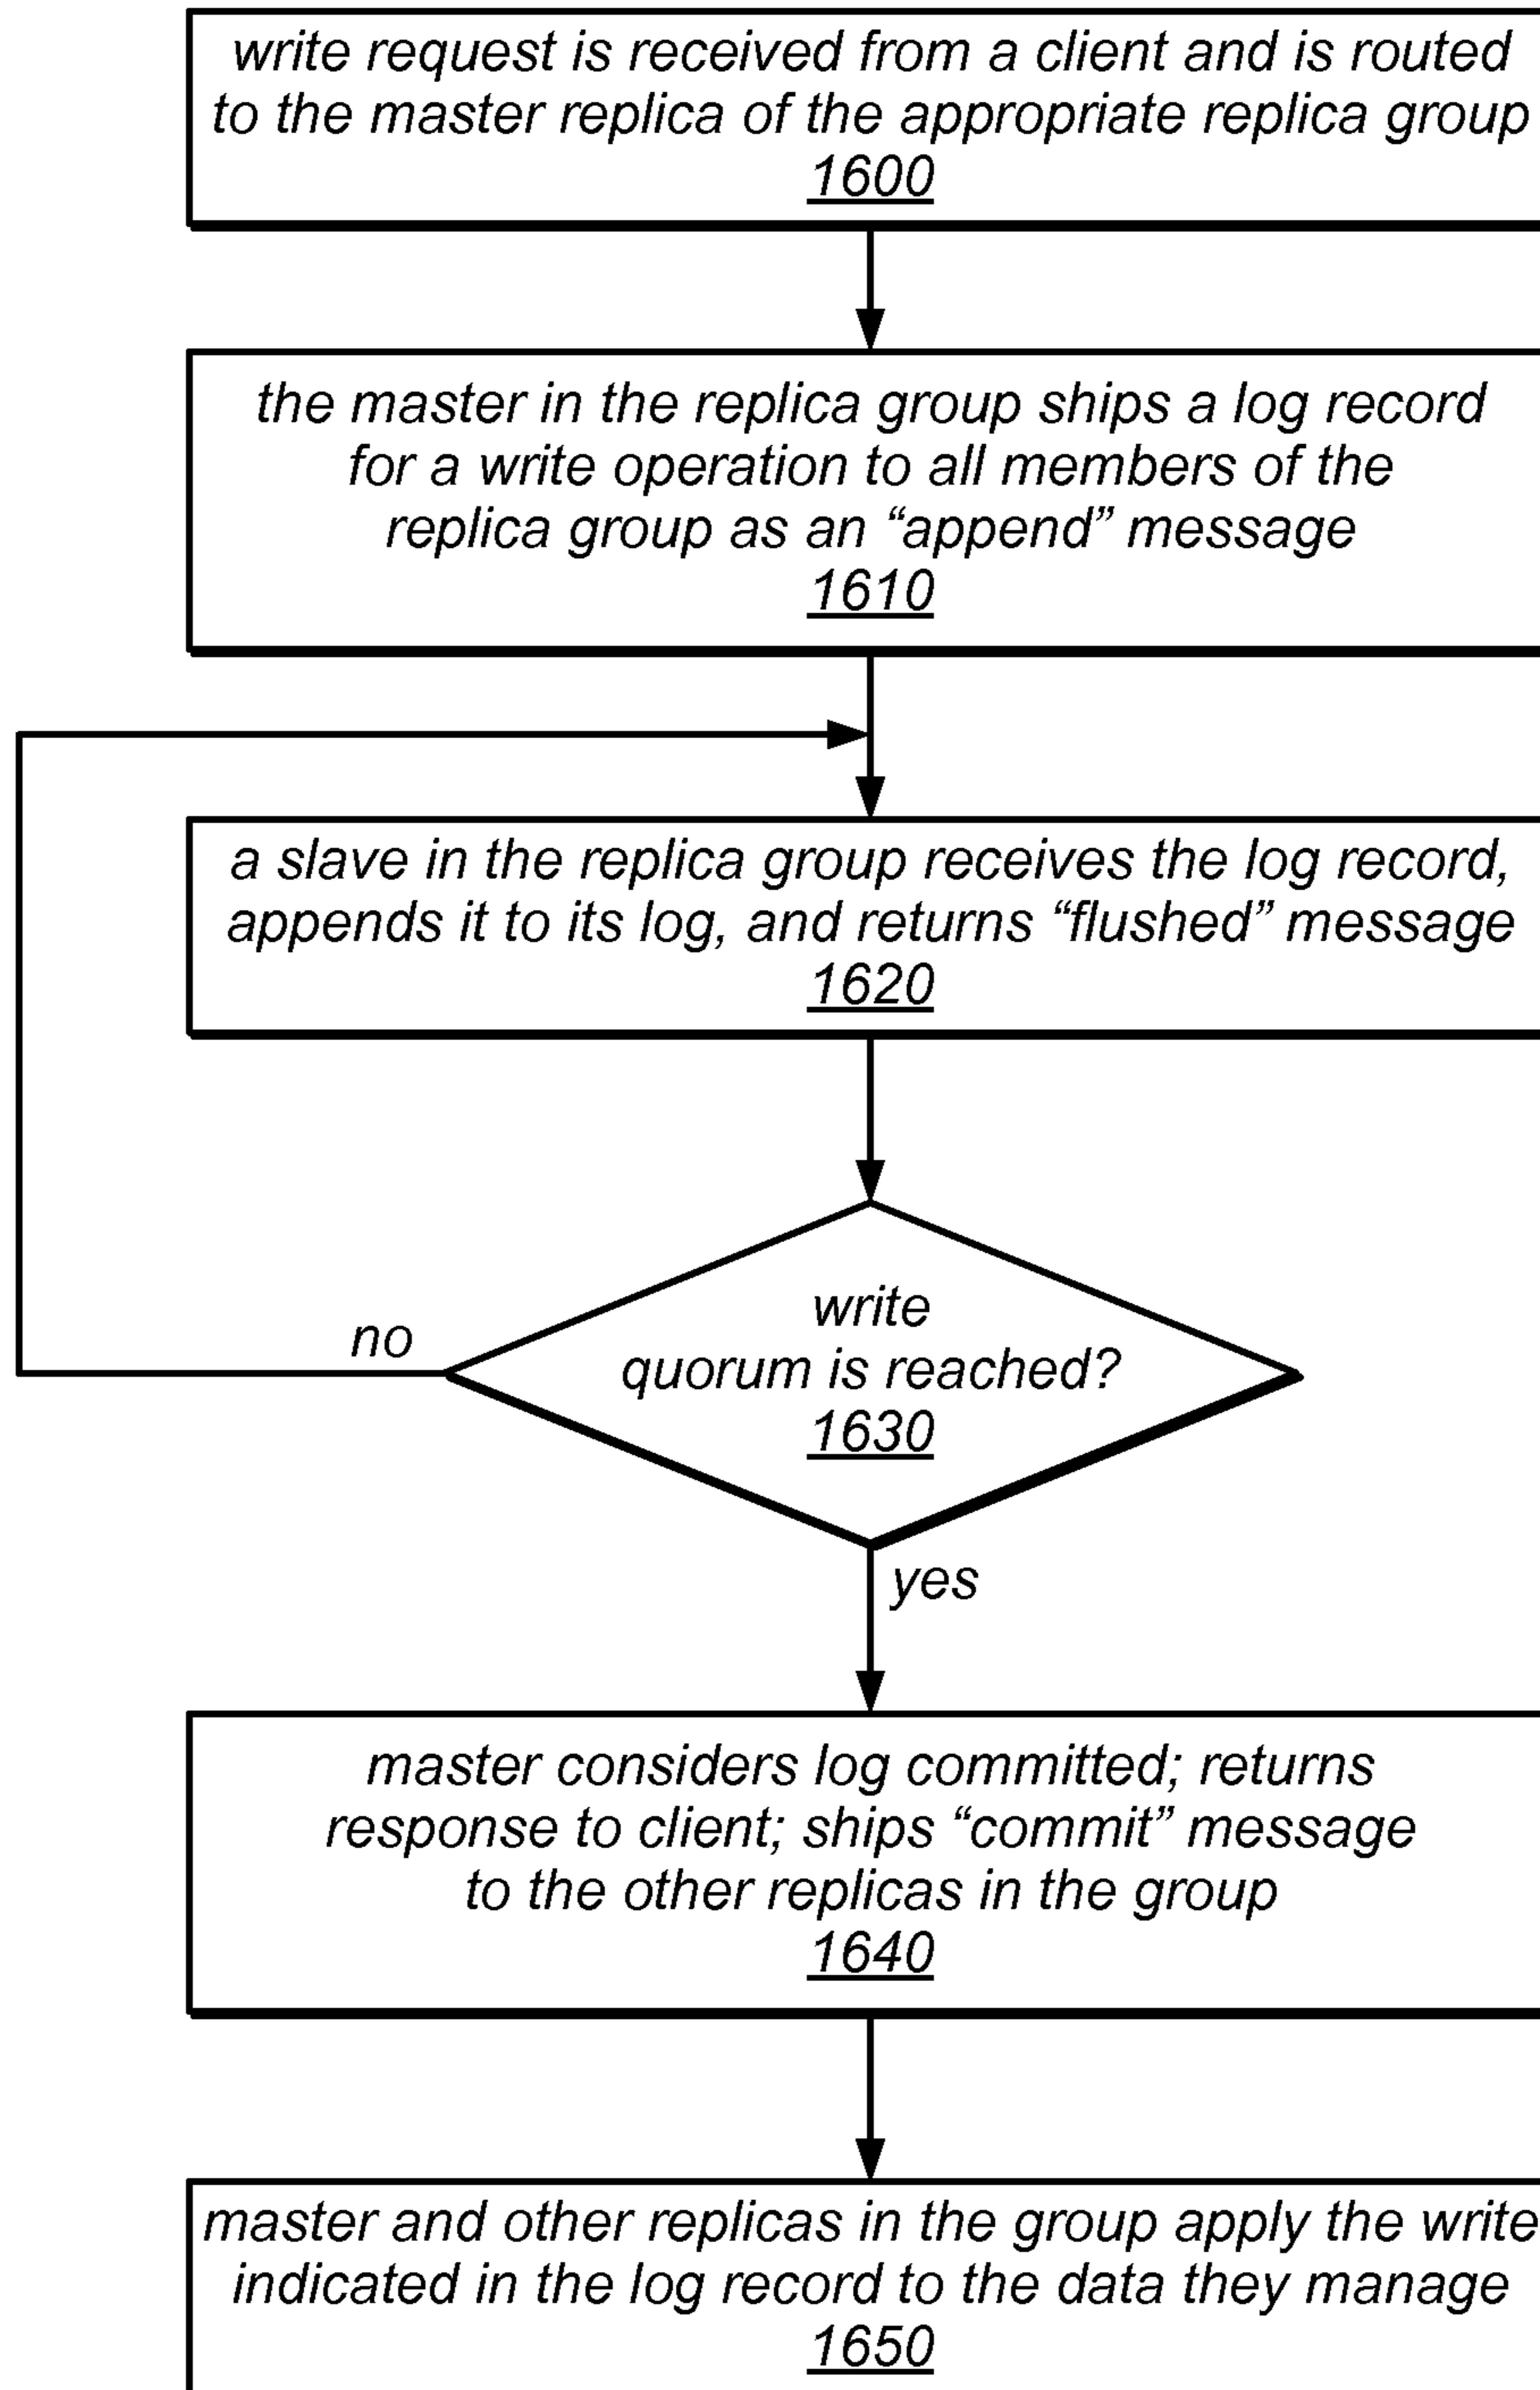 write request is received from a client and is routed
to the master replica of the appropriate replica group
1600
the master in the replica group ships a log record
for a write operation to all members of the
replica group as an “append” message
1610
a slave in the replica group receives the log record,
appends it to its log, and returns “flushed” message
1620
write
quorum is reached?
1630
no
yes
master considers log committed; returns
response to client; ships “commit” message
to the other replicas in the group
1640
master and other replicas in the group apply the write
indicated in the log record to the data they manage
1650